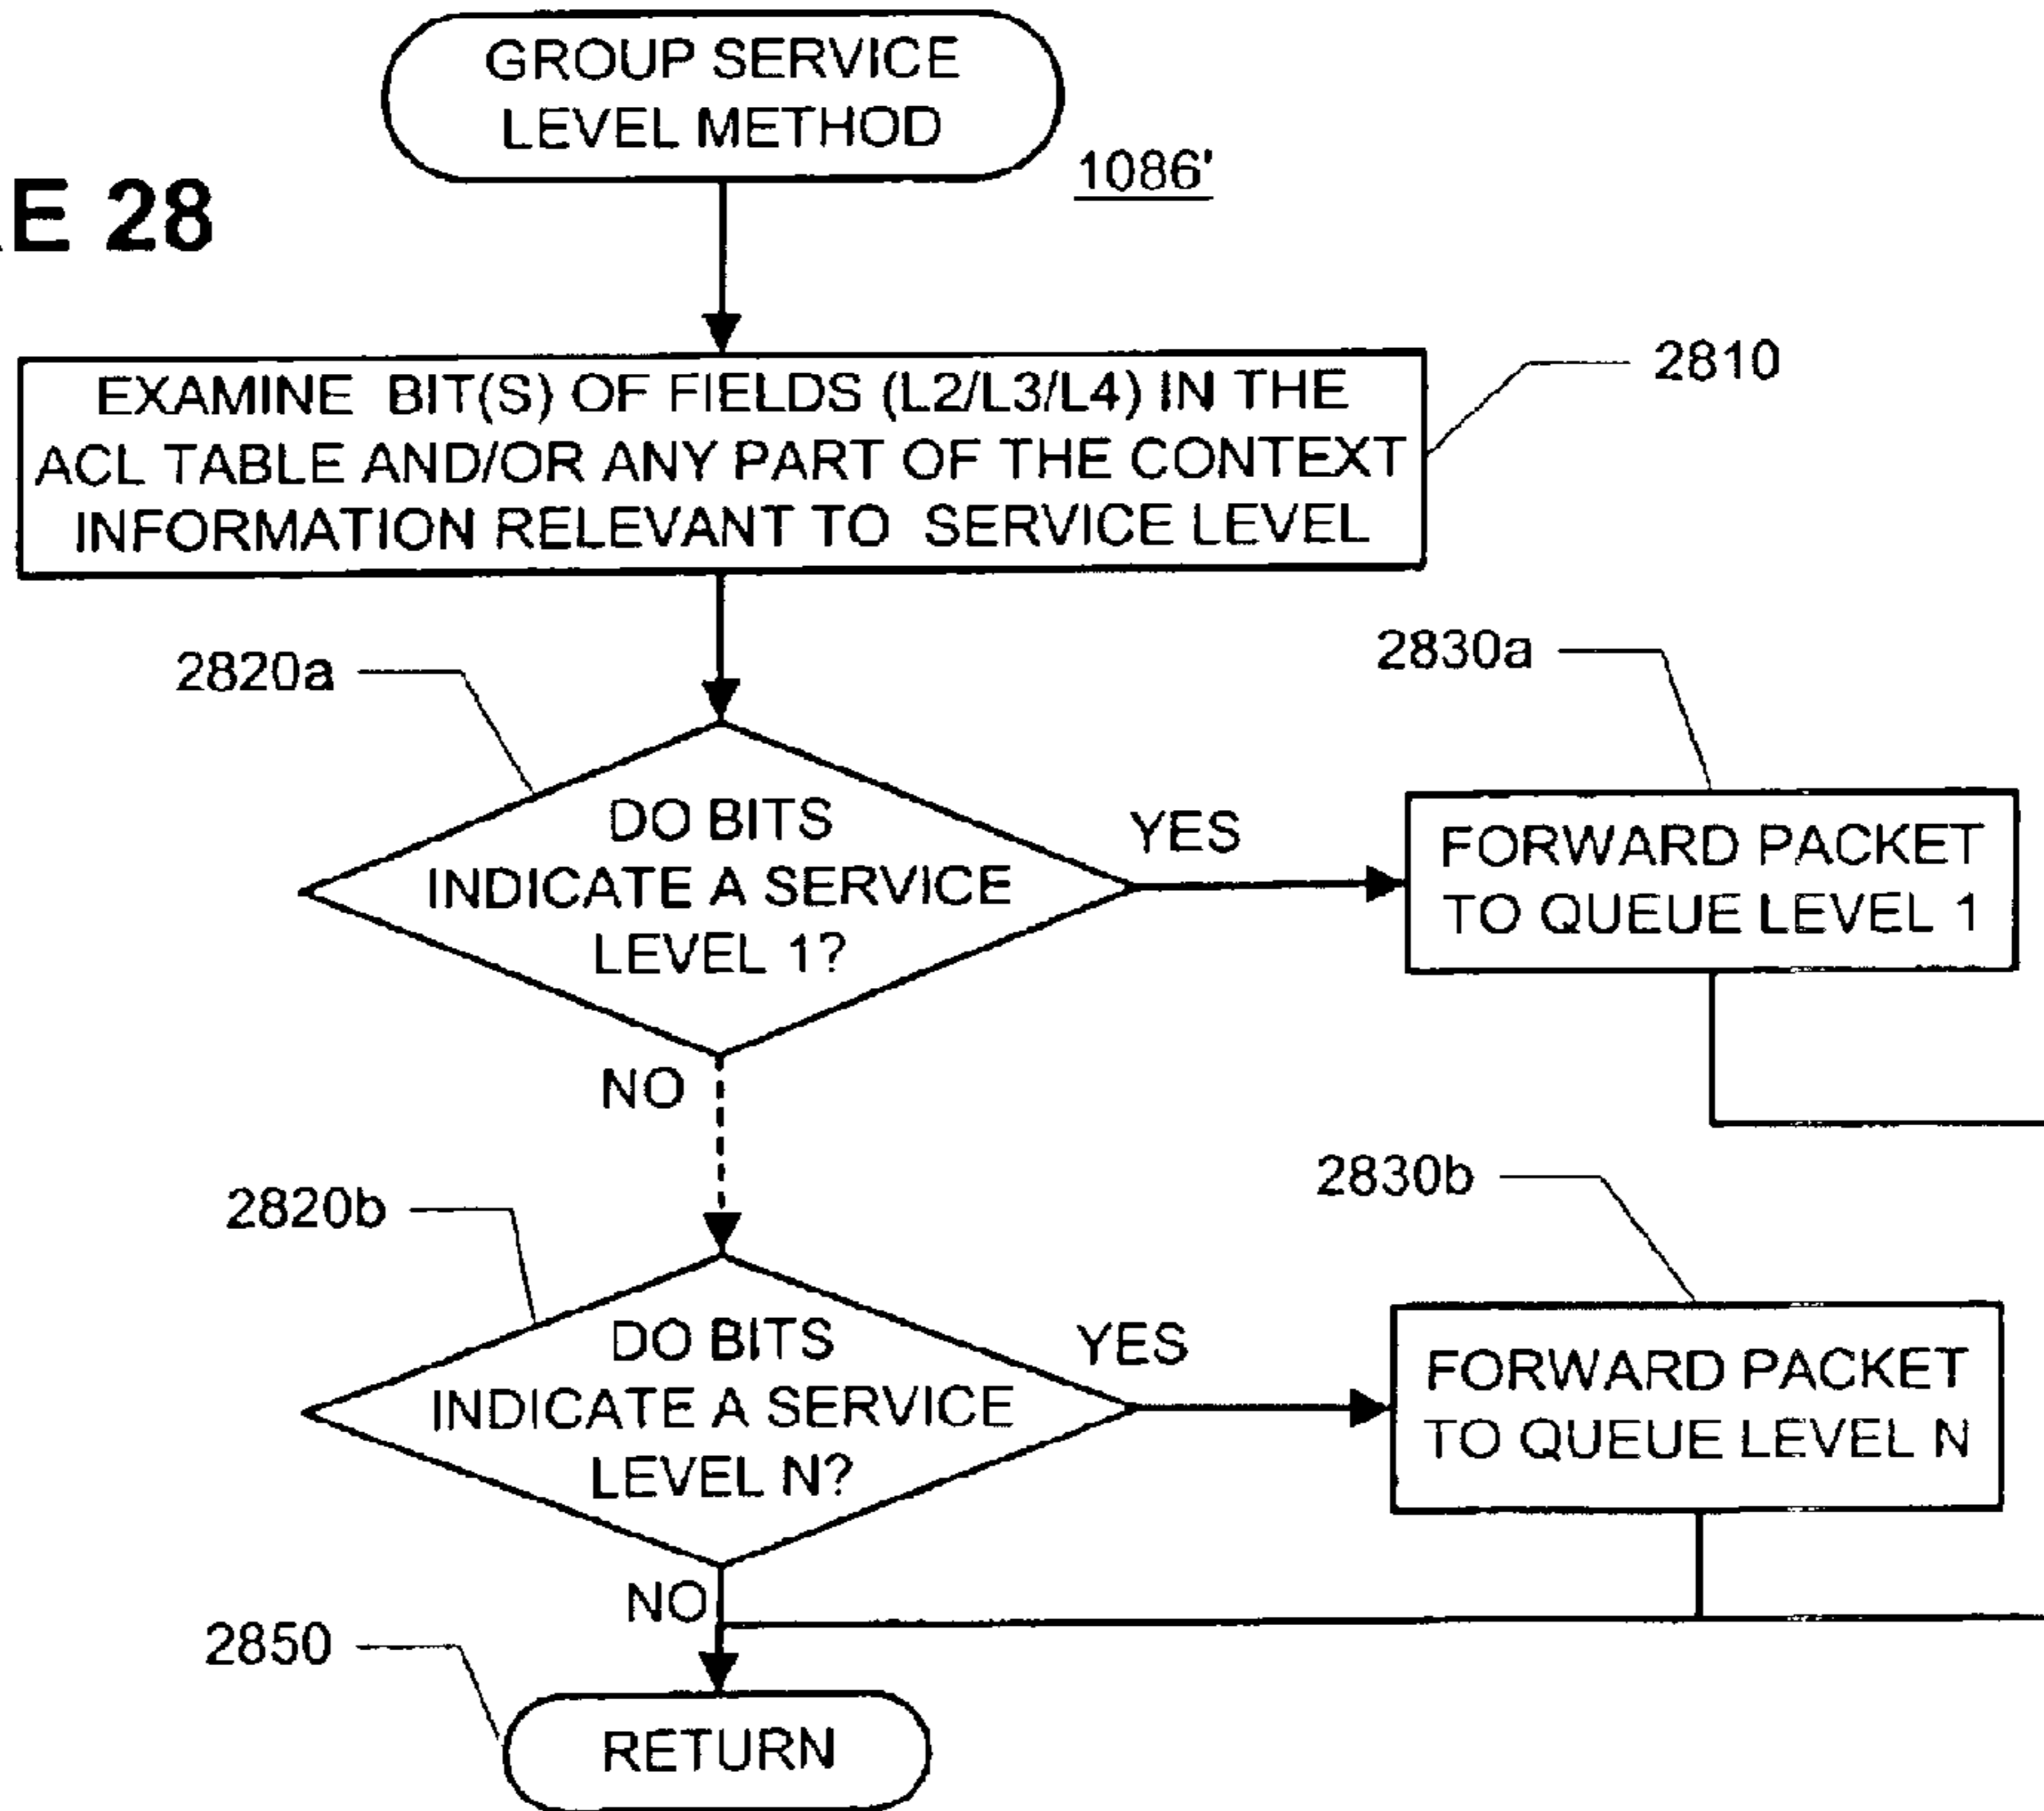 GROUP SERVICE
LEVEL METHOD
1086'
E 28
EXAMINE BIT(S) OF FIELDS (L2/L3/L4) IN THE
ACL TABLE AND/OR ANY PART OF THE CONTEXT
INFORMATION RELEVANT TO SERVICE LEVEL
2810
2820a
2830a
DO BITS
INDICATE A SERVICE
LEVEL 1?
YES
FORWARD PACKET
TO QUEUE LEVEL 1
NO
2820b
2830b
DO BITS
INDICATE A SERVICE
LEVEL N?
YES
FORWARD PACKET
TO QUEUE LEVEL N
NO
2850
RETURN